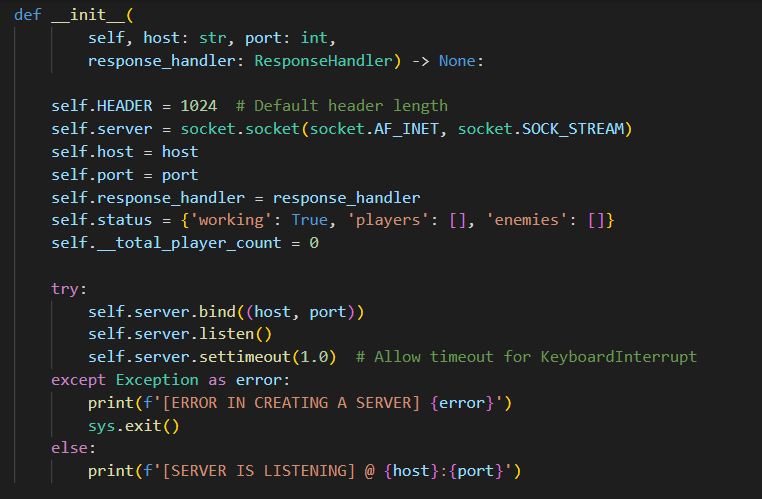 def __init__(
self, host: str, port: int,
response_handler: ResponseHandler) -> None:
self.HEADER = 1024  # Default header length
self.server = socket.socket(socket.AF_INET, socket.SOCK_STREAM)
self.host = host
self.port = port
self.response_handler = response_handler
self.status = {'working': True, 'players': [], 'enemies': []}
self.__total_player_count = 0
try:
self.server.bind((host, port))
self.server.listen()
self.server.settimeout(1.0)  # Allow timeout for KeyboardInterrupt
except Exception as error:
print(f'[ERROR IN CREATING A SERVER] {error}')
sys.exit()
else:
print(f'[SERVER IS LISTENING] @ {host}:{port}')